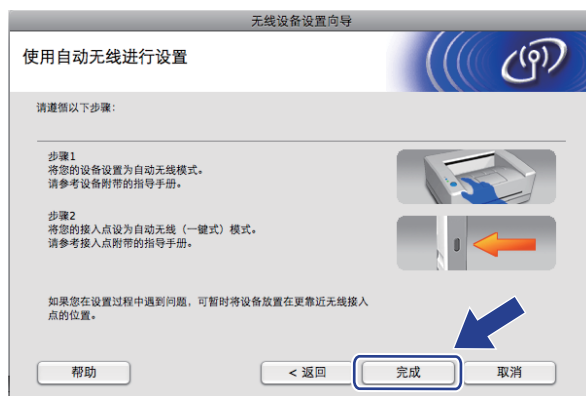 无线设备设置向导
使用自动无线进行设置
请遵循以下步骤：
步骤1
将您的设备设置为自动无线模式。
请参考设备附带的指导手册。
步骤2
将您的接入点设为自动无线（一键式）模式。
请参考接入点附带的指导手册。
如果您在设置过程中遇到问题，可暂时将设备放置在更靠近无线接入
点的位置。
帮助
< 返回
完成
取消